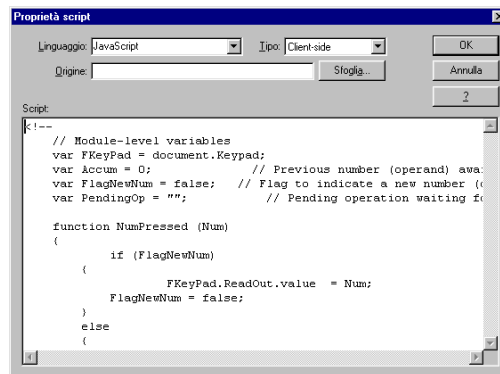 Proprietà script
Linguaggio: JavaScript Tipo: Client-side OK
Origine: Sfoglia... Annulla
?
Script:
<!--
// Module-level variables
var FKeyPad = document.Keypad;
var Accum = 0; // Previous number (operand) awai
var FlagNewNum = false; // Flag to indicate a new number (
var PendingOp = ""; // Pending operation waiting fo
function NumPressed (Num)
{
if (FlagNewNum)
{
FKeyPad.ReadOut.value = Num;
FlagNewNum = false;
}
else
{